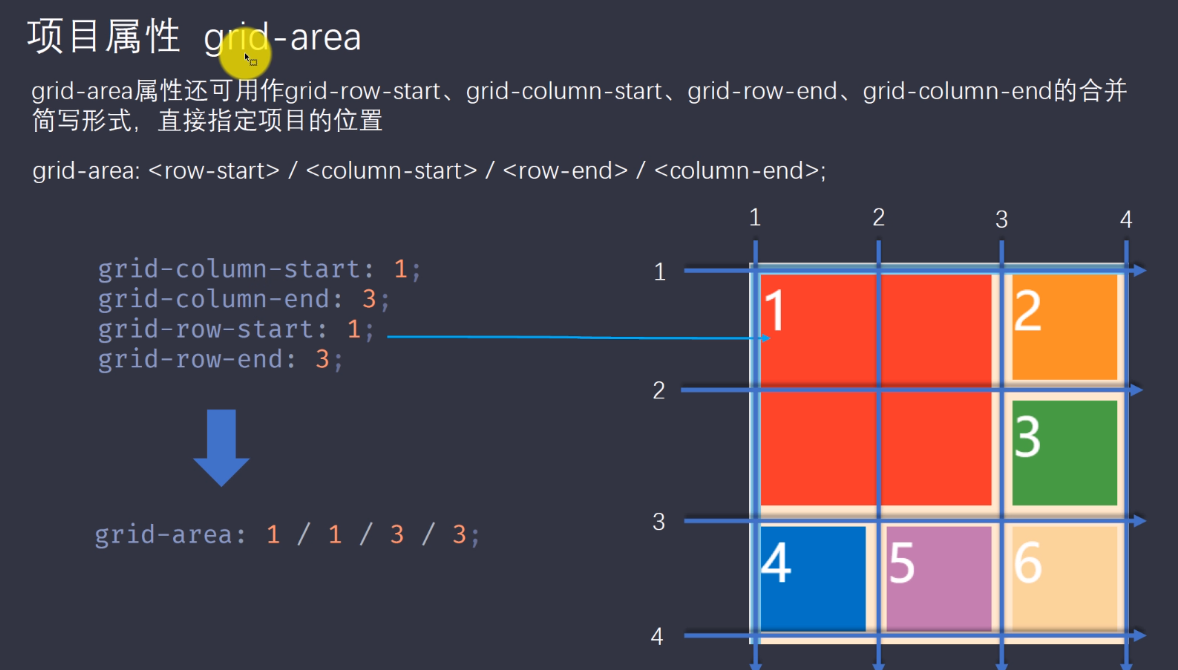 项目属性 grid-area
grid-area属性还可用作grid-row-start、grid-column-start、grid-row-end、grid-column-end的合并
简写形式，直接指定项目的位置
grid-area: <row-start> / <column-start> / <row-end> / <column-end>;
1 2 3 4
grid-column-start: 1;
grid-column-end: 3;
grid-row-start: 1;
grid-row-end: 3;
grid-area: 1 / 1 / 3 / 3;
1
1 2
2
3
3
4 5 6
4